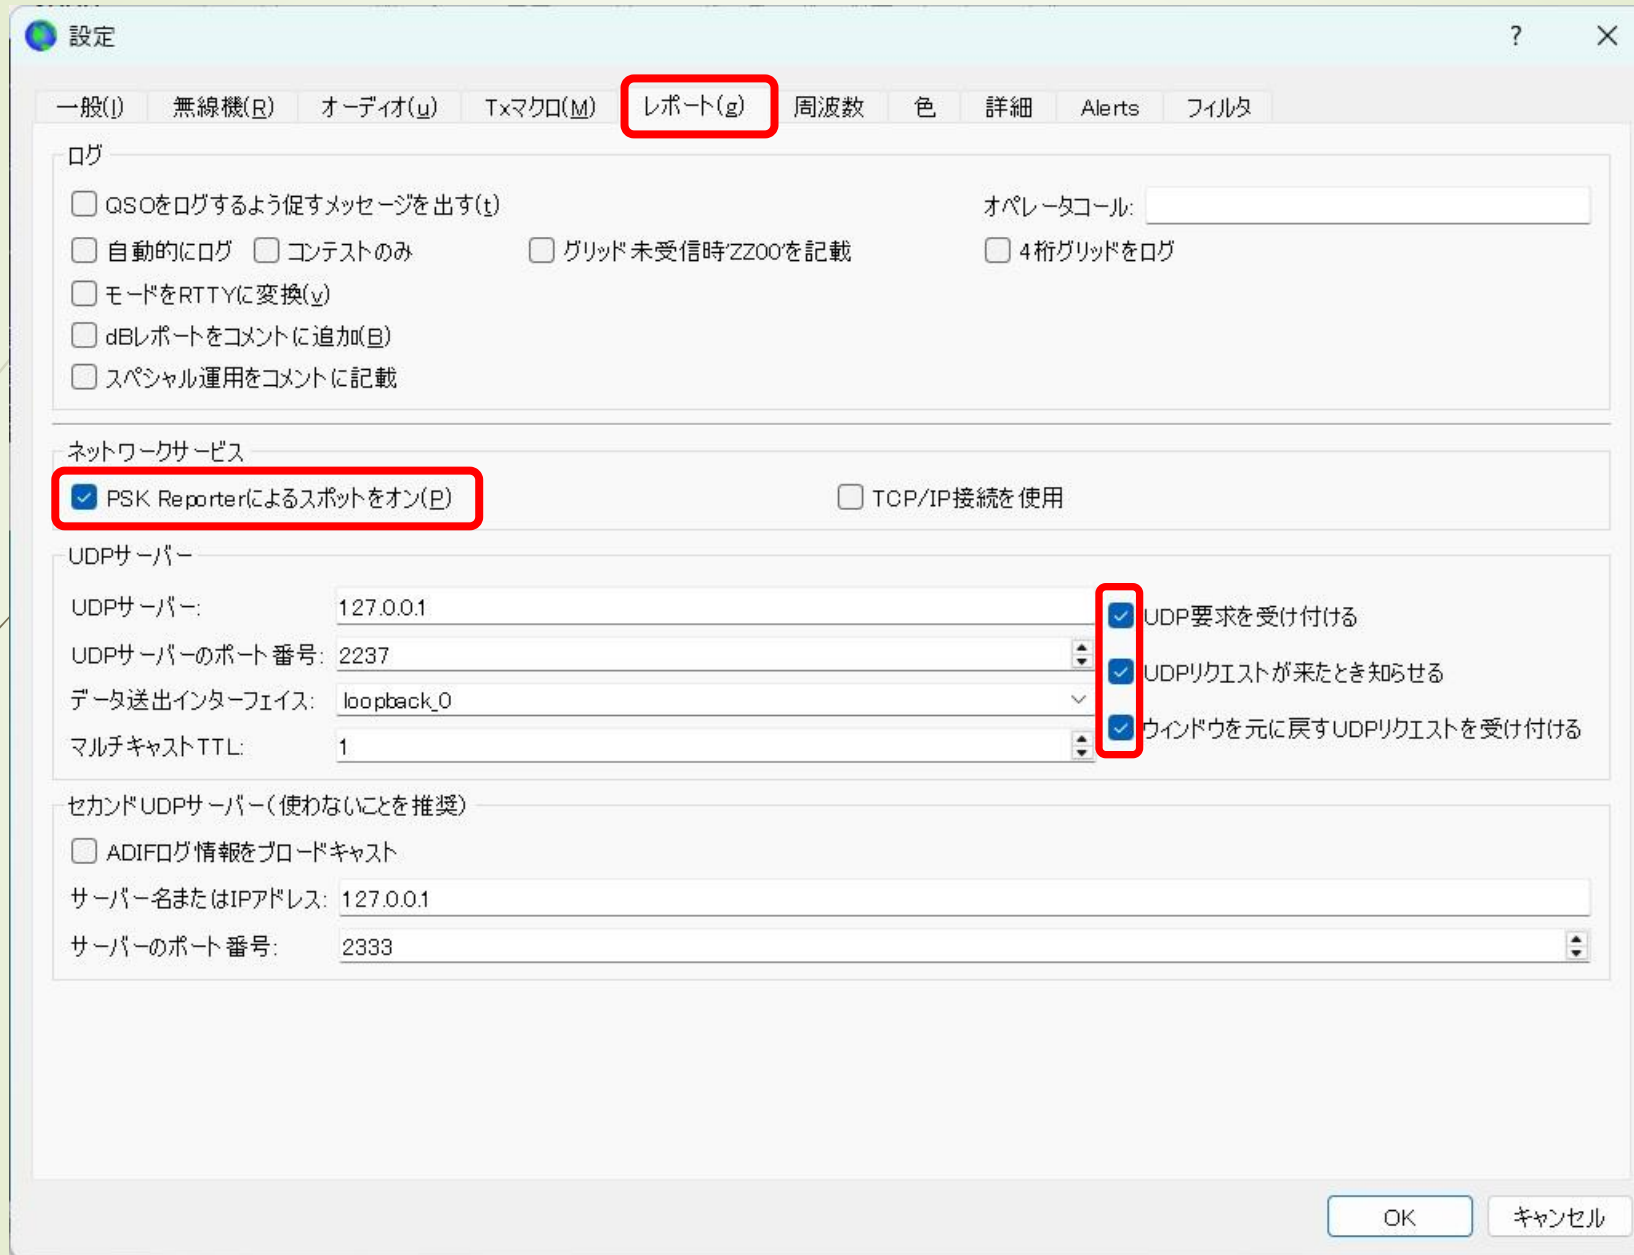 設定
?
一般(I) 無線機(R) オーディオ(u) Txマクロ(M) レポート(g) 周波数 色 詳細 Alerts フィルタ
ログ
QSOをログするよう促すメッセージを出す(t) オペレータコール:
自動的にログ コンテストのみ グリッド未受信時'ZZ00'を記載 4桁グリッドをログ
モードをRTTYに変換(v)
dBレポートをコメントに追加(B)
スペシャル運用をコメントに記載
ネットワークサービス
PSK Reporterによるスポットをオン(P) TCP/IP接続を使用
UDPサーバー
UDPサーバー: 127.0.0.1 UDP要求を受け付ける
UDPサーバーのポート番号: 2237 UDPリクエストが来たとき知らせる
データ送出インターフェイス: loopback_0
マルチキャストTTL: 1 ウィンドウを元に戻すUDPリクエストを受け付ける
セカンドUDPサーバー(使わないことを推奨)
ADIFログ情報をブロードキャスト
サーバー名またはIPアドレス: 127.0.0.1
サーバーのポート番号: 2333
OK キャンセル